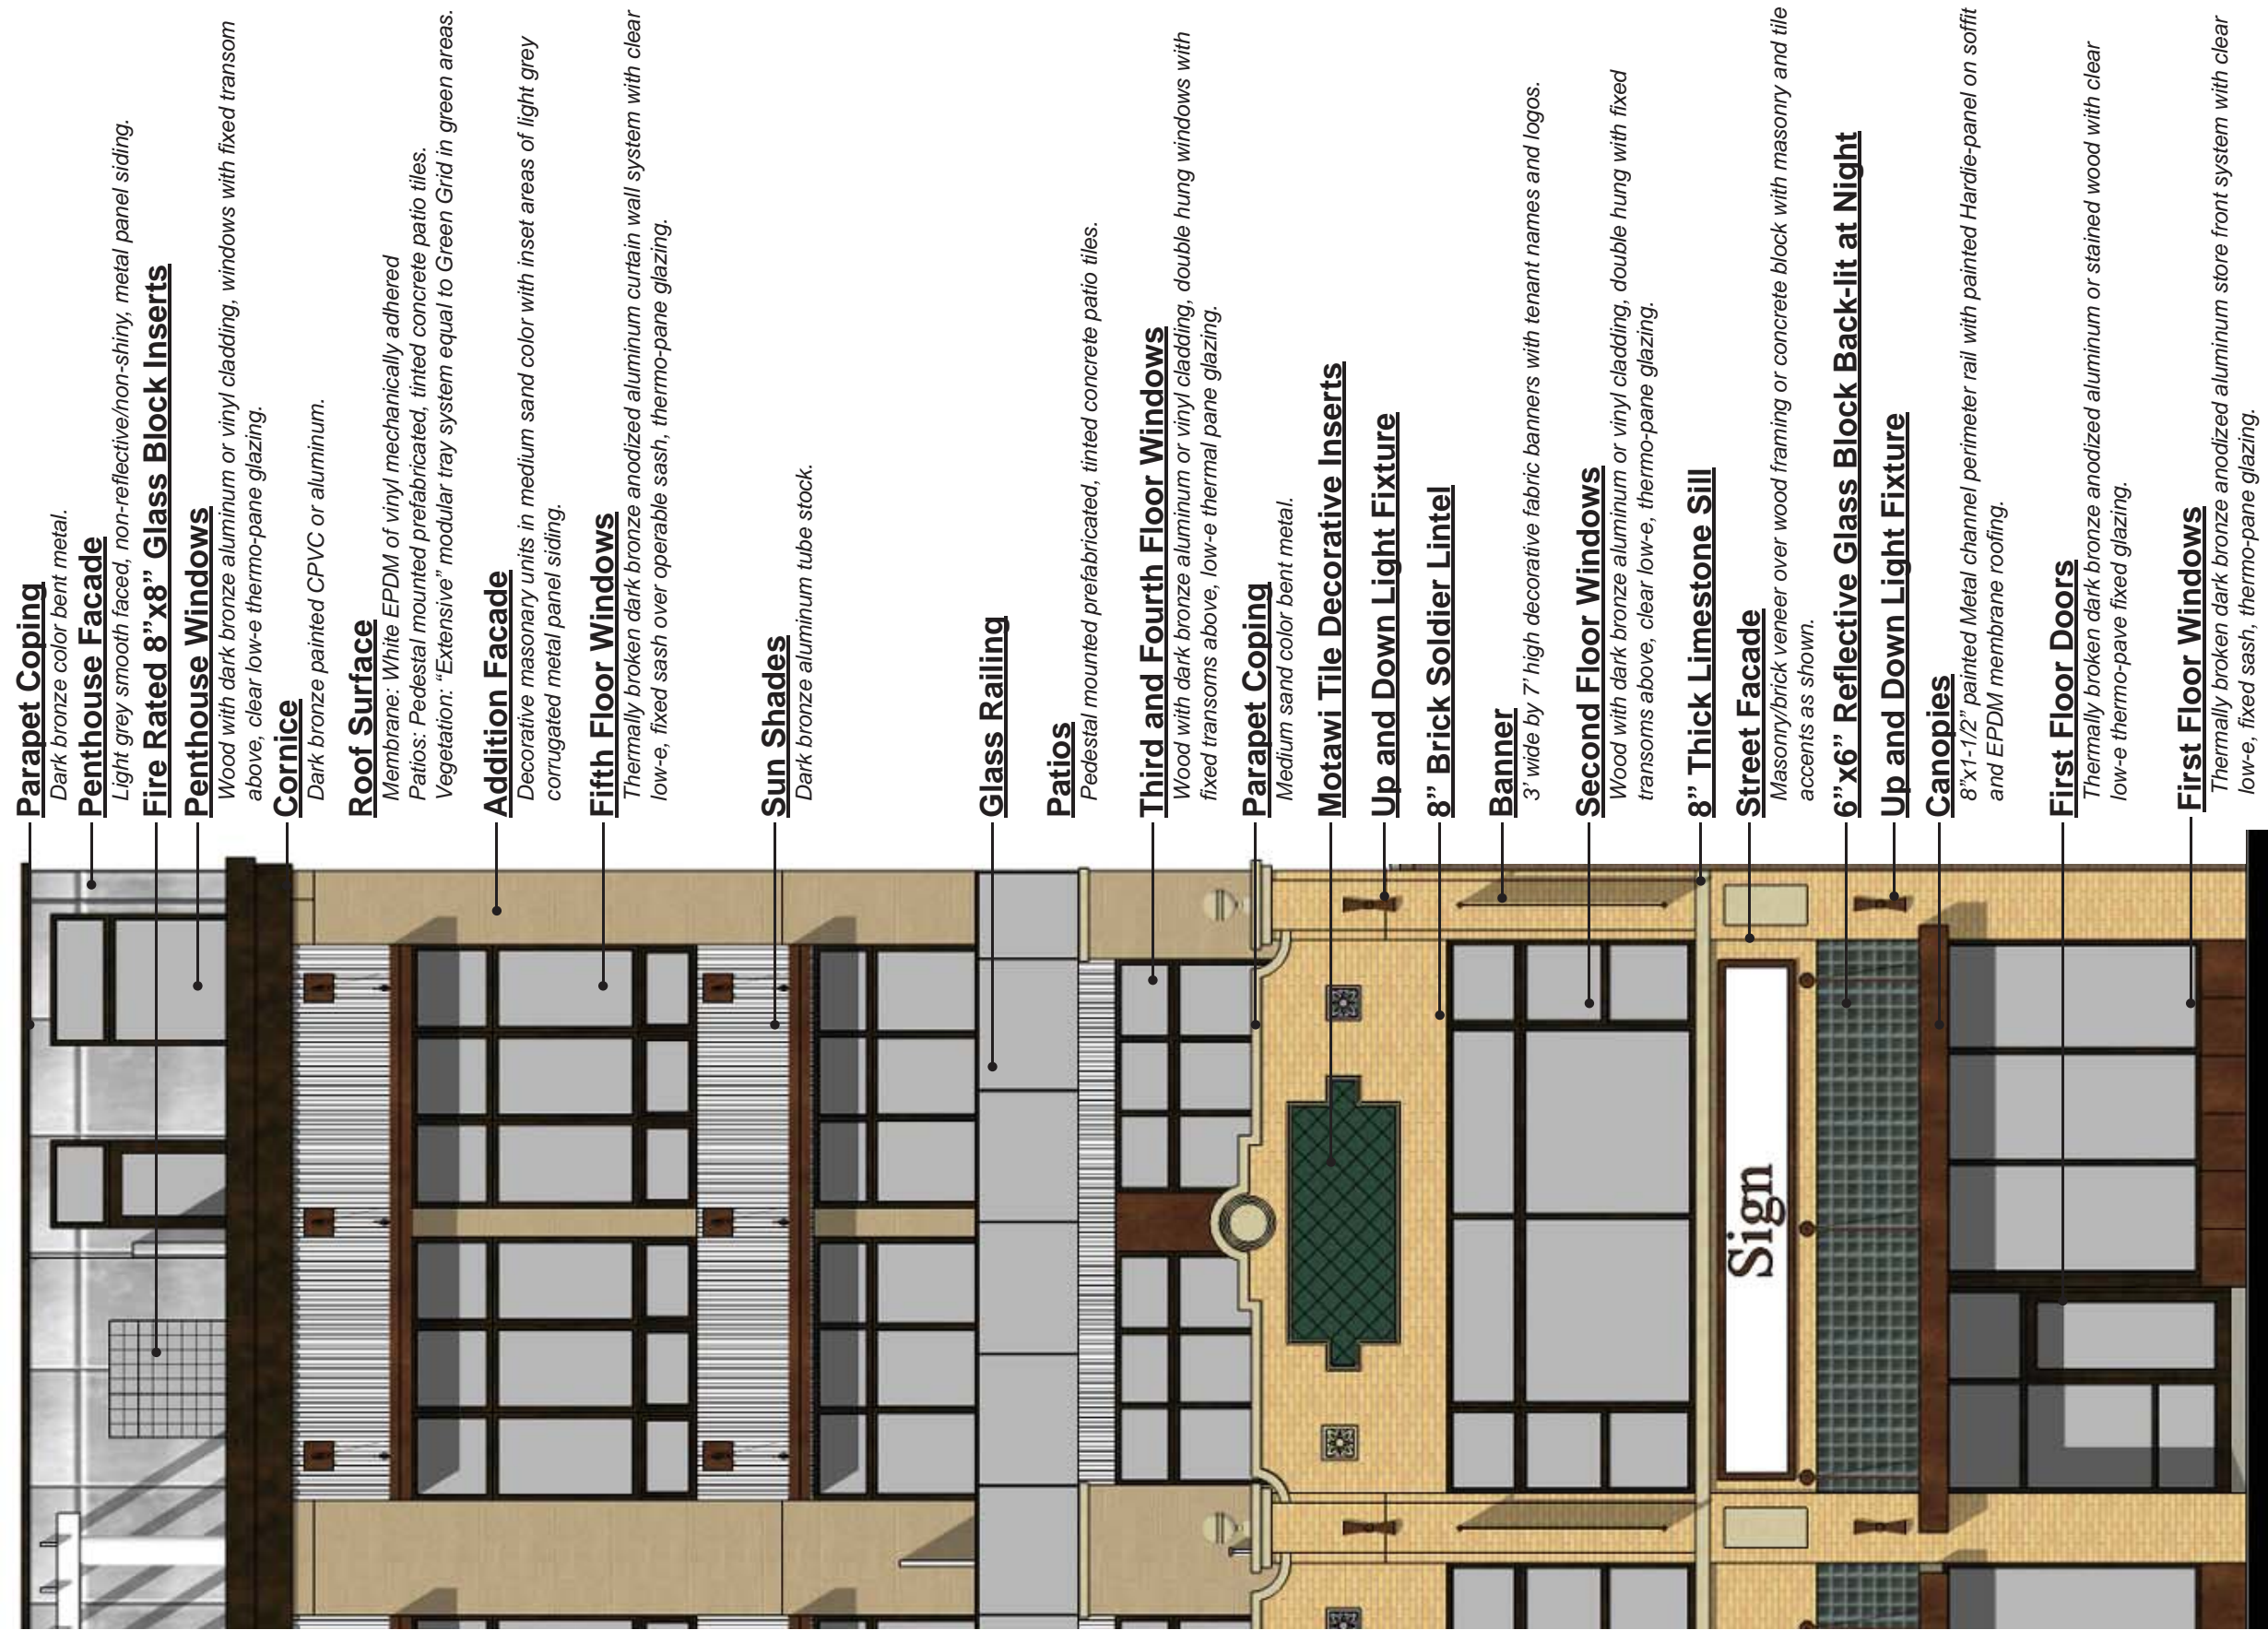 Parapet Coping
Dark bronze color bent metal.
Penthouse Facade
Light grey smooth faced, non-reflective/non-shiny, metal panel siding.
Fire Rated 8”x8” Glass Block Inserts
Penthouse Windows
Wood with dark bronze aluminum or vinyl cladding, windows with fixed transom
above, clear low-e thermo-pane glazing.
Cornice
Dark bronze painted CPVC or aluminum.
Roof Surface
Membrane: White EPDM of vinyl mechanically adhered
Patios: Pedestal mounted prefabricated, tinted concrete patio tiles.
Vegetation: “Extensive” modular tray system equal to Green Grid in green areas.
Addition Facade
Decorative masonary units in medium sand color with inset areas of light grey
corrugated metal panel siding.
Fifth Floor Windows
Thermally broken dark bronze anodized aluminum curtain wall system with clear
low-e, fixed sash over operable sash, thermo-pane glazing.
Sun Shades
Dark bronze aluminum tube stock.
Glass Railing
Patios
Pedestal mounted prefabricated, tinted concrete patio tiles.
Third and Fourth Floor Windows
Wood with dark bronze aluminum or vinyl cladding, double hung windows with
fixed transoms above, low-e thermal pane glazing.
Parapet Coping
Medium sand color bent metal.
Motawi Tile Decorative Inserts
Up and Down Light Fixture
8” Brick Soldier Lintel
Banner
3’ wide by 7’ high decorative fabric banners with tenant names and logos.
Second Floor Windows
Wood with dark bronze aluminum or vinyl cladding, double hung with fixed
transoms above, clear low-e, thermo-pane glazing.
8” Thick Limestone Sill
Street Facade
Masonry/brick veneer over wood framing or concrete block with masonry and tile
accents as shown.
6”x6” Reflective Glass Block Back-lit at Night
Up and Down Light Fixture
Canopies
8”x1-1/2” painted Metal channel perimeter rail with painted Hardie-panel on soffit
and EPDM membrane roofing.
First Floor Doors
Thermally broken dark bronze anodized aluminum or stained wood with clear
low-e thermo-pave fixed glazing.
First Floor Windows
Thermally broken dark bronze anodized aluminum store front system with clear
low-e, fixed sash, thermo-pane glazing.
Sign